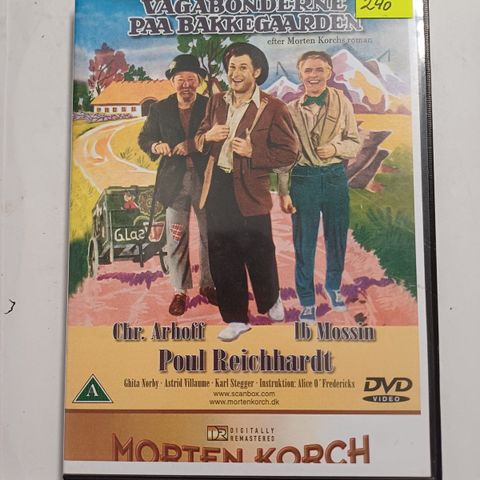 VAGABONDERNE
240
PAA BAKKEGAARDEN
efter Morten Korchs roman
Glas
Chr. Arhoff
Ib Mossin
Poul Reichhardt
Ghita Nørby · Astrid Villaume · Karl Stegger · Instruktion: Alice O'Fredericks
www.scanbox.com
www.mortenkorch.dk
A
DVD
VIDEO
DR DIGITALLY
REMASTERED
MORTEN KORCH